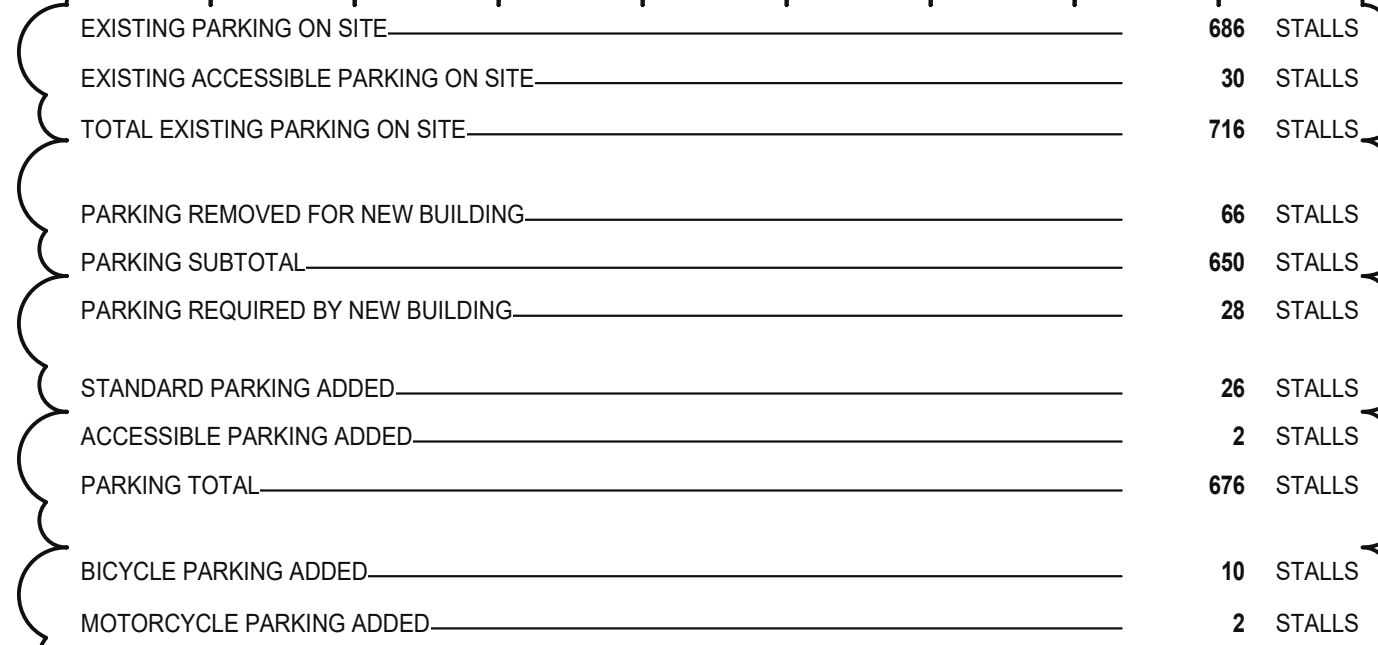 EXISTING PARKING ON SITE 686 STALLS
EXISTING ACCESSIBLE PARKING ON SITE 30 STALLS
TOTAL EXISTING PARKING ON SITE 716 STALLS
PARKING REMOVED FOR NEW BUILDING 66 STALLS
PARKING SUBTOTAL 650 STALLS
PARKING REQUIRED BY NEW BUILDING 28 STALLS
STANDARD PARKING ADDED 26 STALLS
ACCESSIBLE PARKING ADDED 2 STALLS
PARKING TOTAL 676 STALLS
BICYCLE PARKING ADDED 10 STALLS
MOTORCYCLE PARKING ADDED 2 STALLS